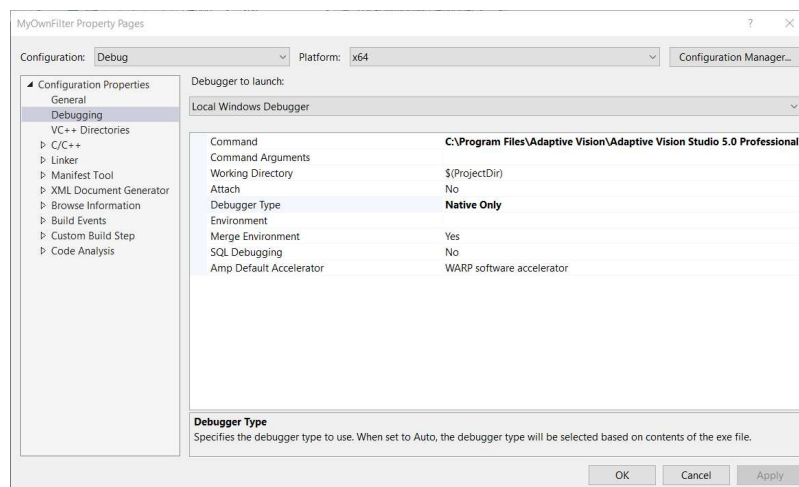 MyOwnFilter Property Pages ? ×
Configuration: Debug Platform: x64 Configuration Manager...
Configuration Properties
General
Debugging
VC++ Directories
C/C++
Linker
Manifest Tool
XML Document Generator
Browse Information
Build Events
Custom Build Step
Code Analysis
Debugger to launch:
Local Windows Debugger
Command C:\Program Files\Adaptive Vision\Adaptive Vision Studio 5.0 Professional
Command Arguments
Working Directory $(ProjectDir)
Attach No
Debugger Type Native Only
Environment
Merge Environment Yes
SQL Debugging No
Amp Default Accelerator WARP software accelerator
Debugger Type
Specifies the debugger type to use. When set to Auto, the debugger type will be selected based on contents of the exe file.
OK Cancel Apply